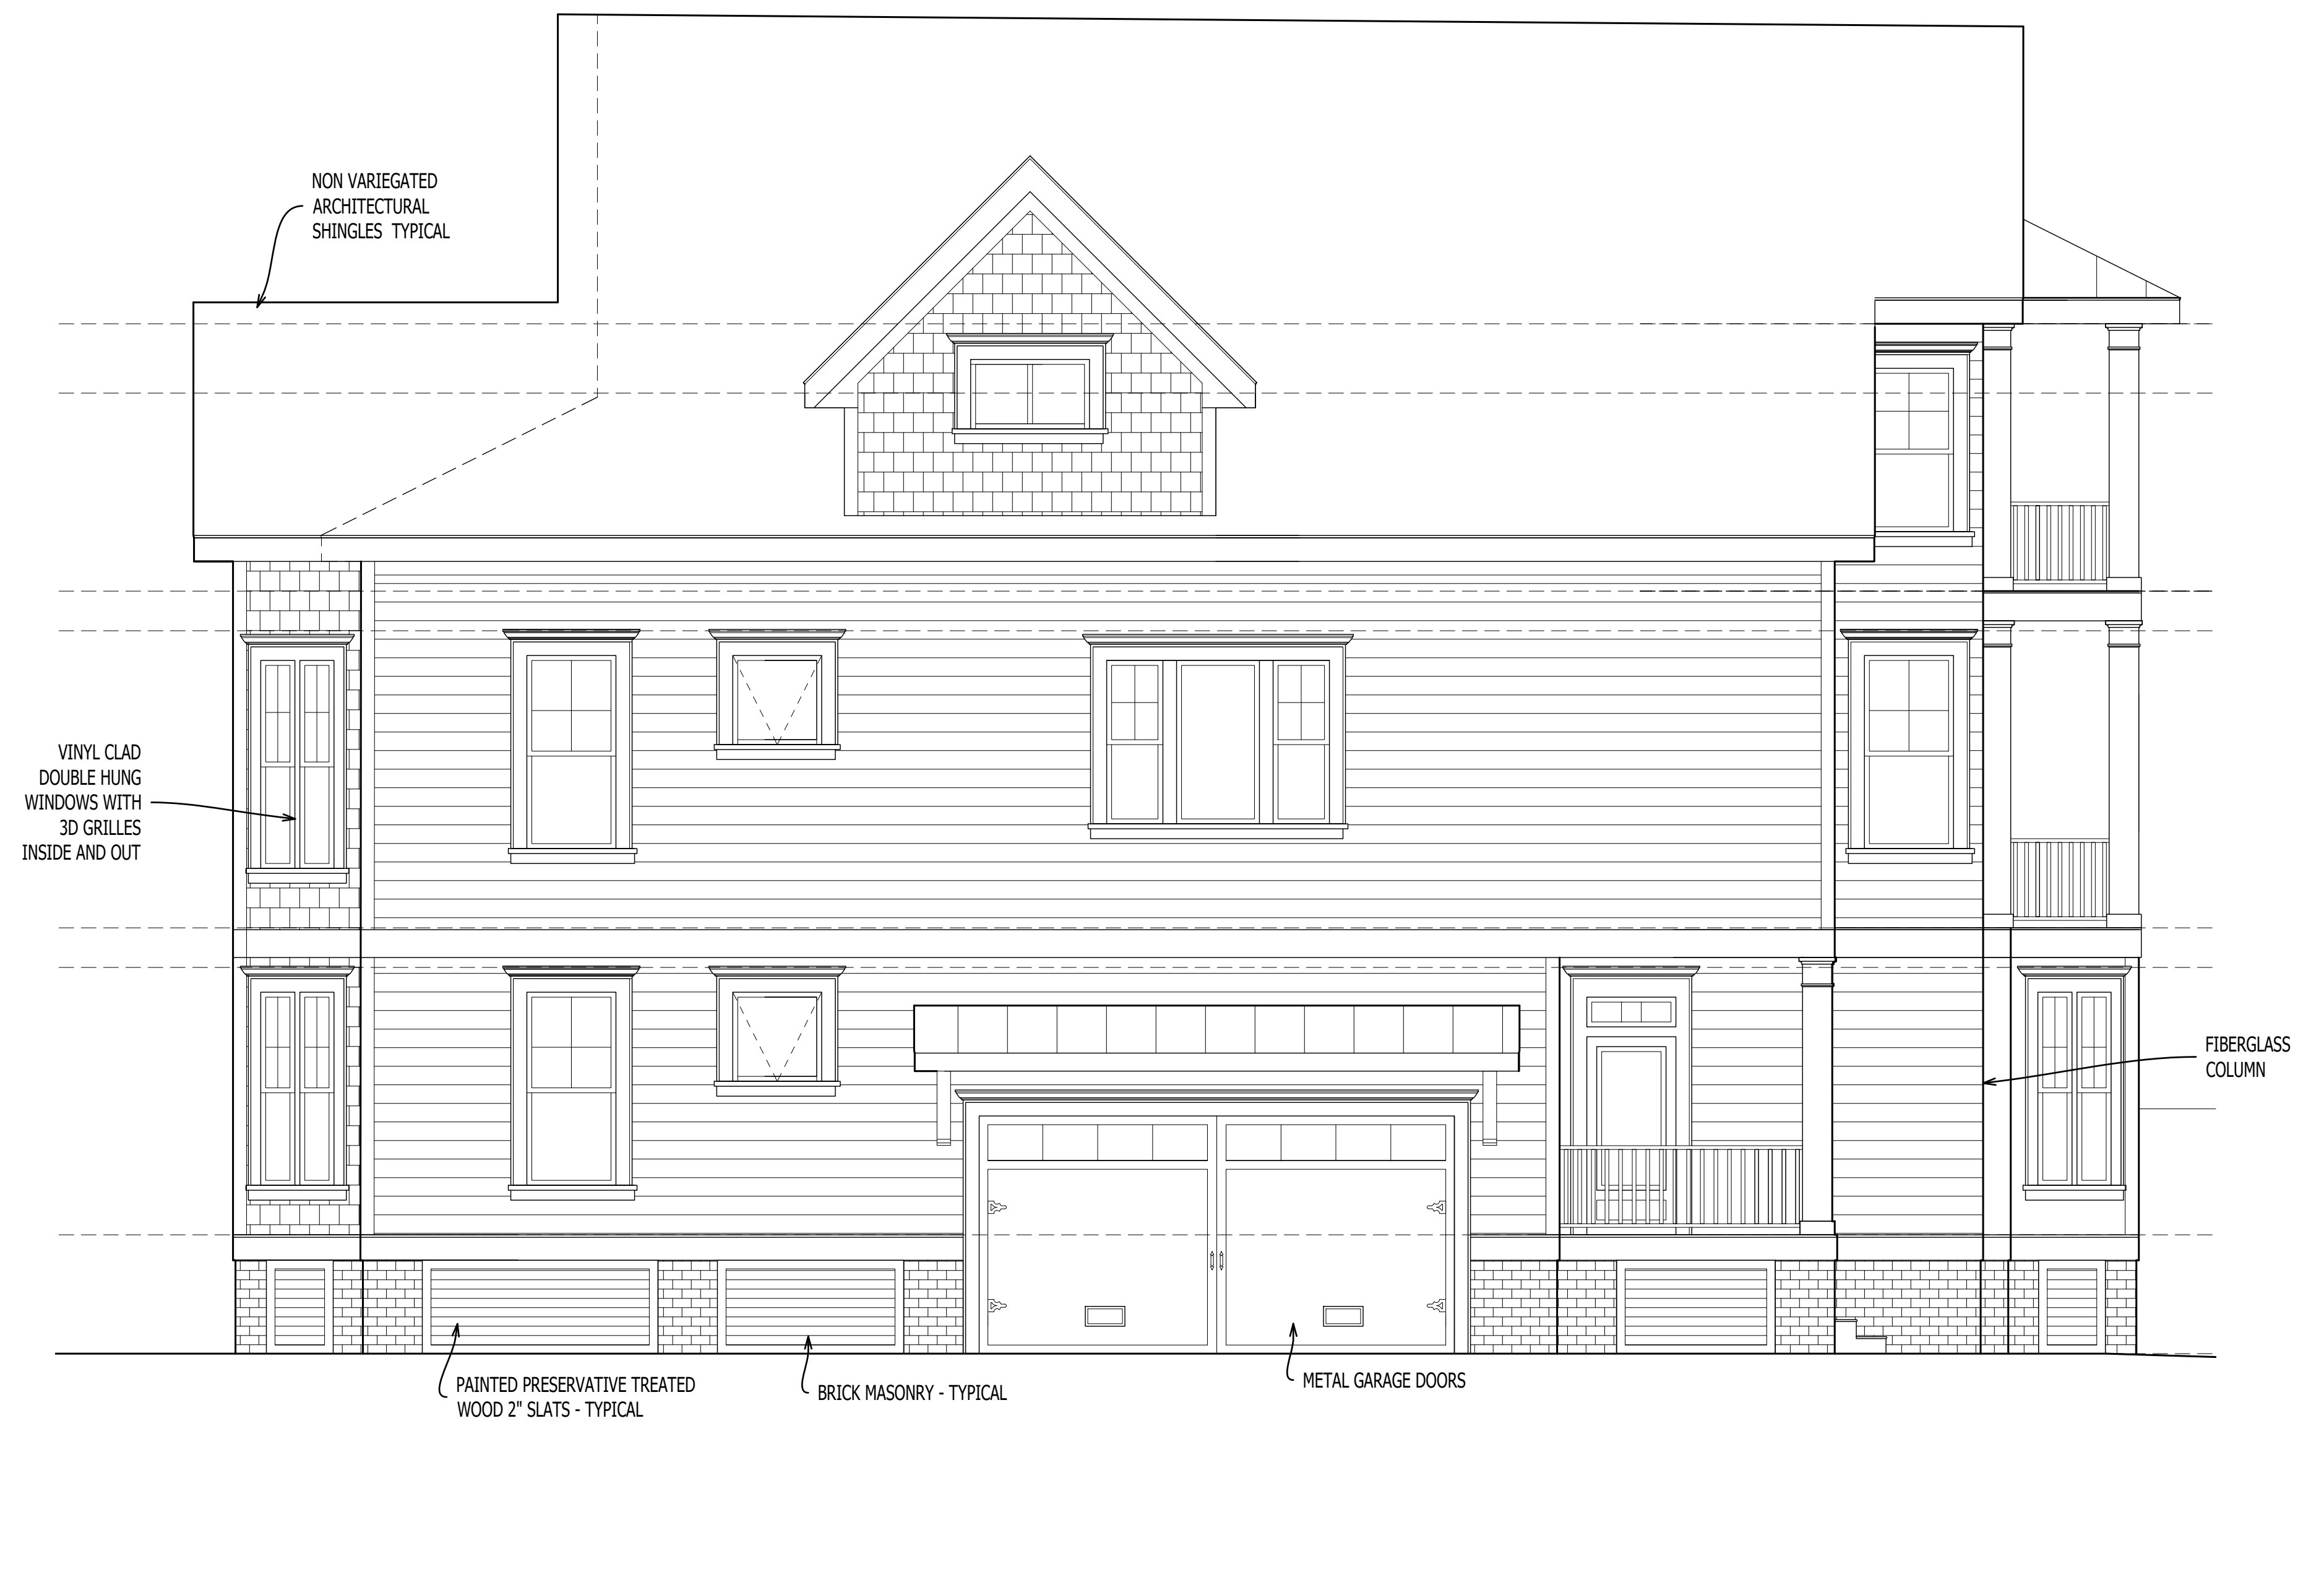 NON VARIEGATED
ARCHITECTURAL
SHINGLES TYPICAL
VINYL CLAD
DOUBLE HUNG
WINDOWS WITH
3D GRILLES
INSIDE AND OUT
FIBERGLASS
COLUMN
PAINTED PRESERVATIVE TREATED
WOOD 2" SLATS - TYPICAL
BRICK MASONRY - TYPICAL
METAL GARAGE DOORS